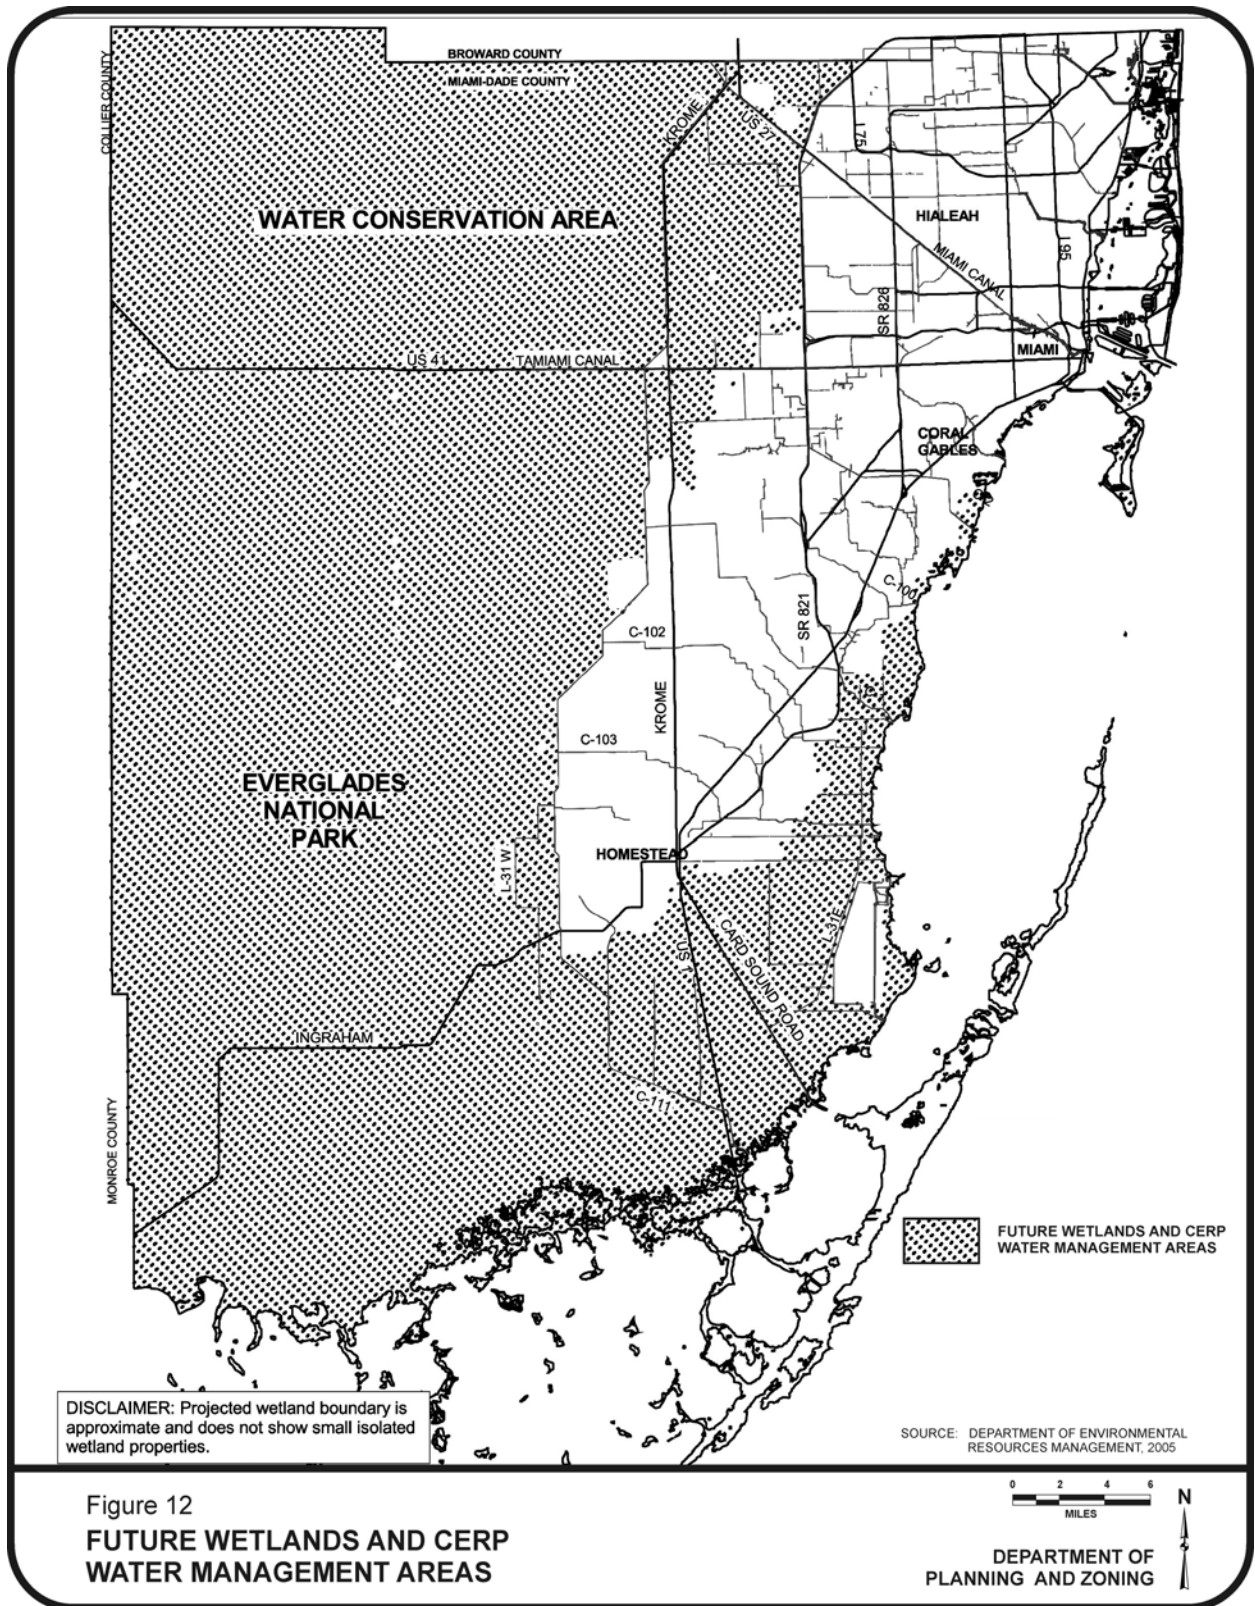 BROWARD COUNTY
MIAMI-DADE COUNTY
COLLIER COUNTY
KROME
US 27
I 75
WATER CONSERVATION AREA
HIALEAH
I 95
MIAMI CANAL
SR 826
MIAMI
US 41
TAMIAMI CANAL
CORAL
GABLES
C-100
SR 821
C-102
KROME
C-103
EVERGLADES
NATIONAL
PARK
HOMESTEAD
L-31 W
L-31E
CARD SOUND ROAD
US 1
INGRAHAM
C-111
MONROE COUNTY
FUTURE WETLANDS AND CERP
WATER MANAGEMENT AREAS
DISCLAIMER: Projected wetland boundary is
approximate and does not show small isolated
wetland properties.
SOURCE: DEPARTMENT OF ENVIRONMENTAL
RESOURCES MANAGEMENT, 2005
Figure 12
FUTURE WETLANDS AND CERP
WATER MANAGEMENT AREAS
0 2 4 6
MILES
N
DEPARTMENT OF
PLANNING AND ZONING